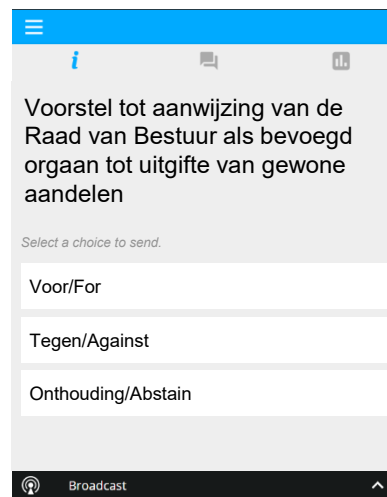 i
Voorstel tot aanwijzing van de
Raad van Bestuur als bevoegd
orgaan tot uitgifte van gewone
aandelen
Select a choice to send.
Voor/For
Tegen/Against
Onthouding/Abstain
Broadcast